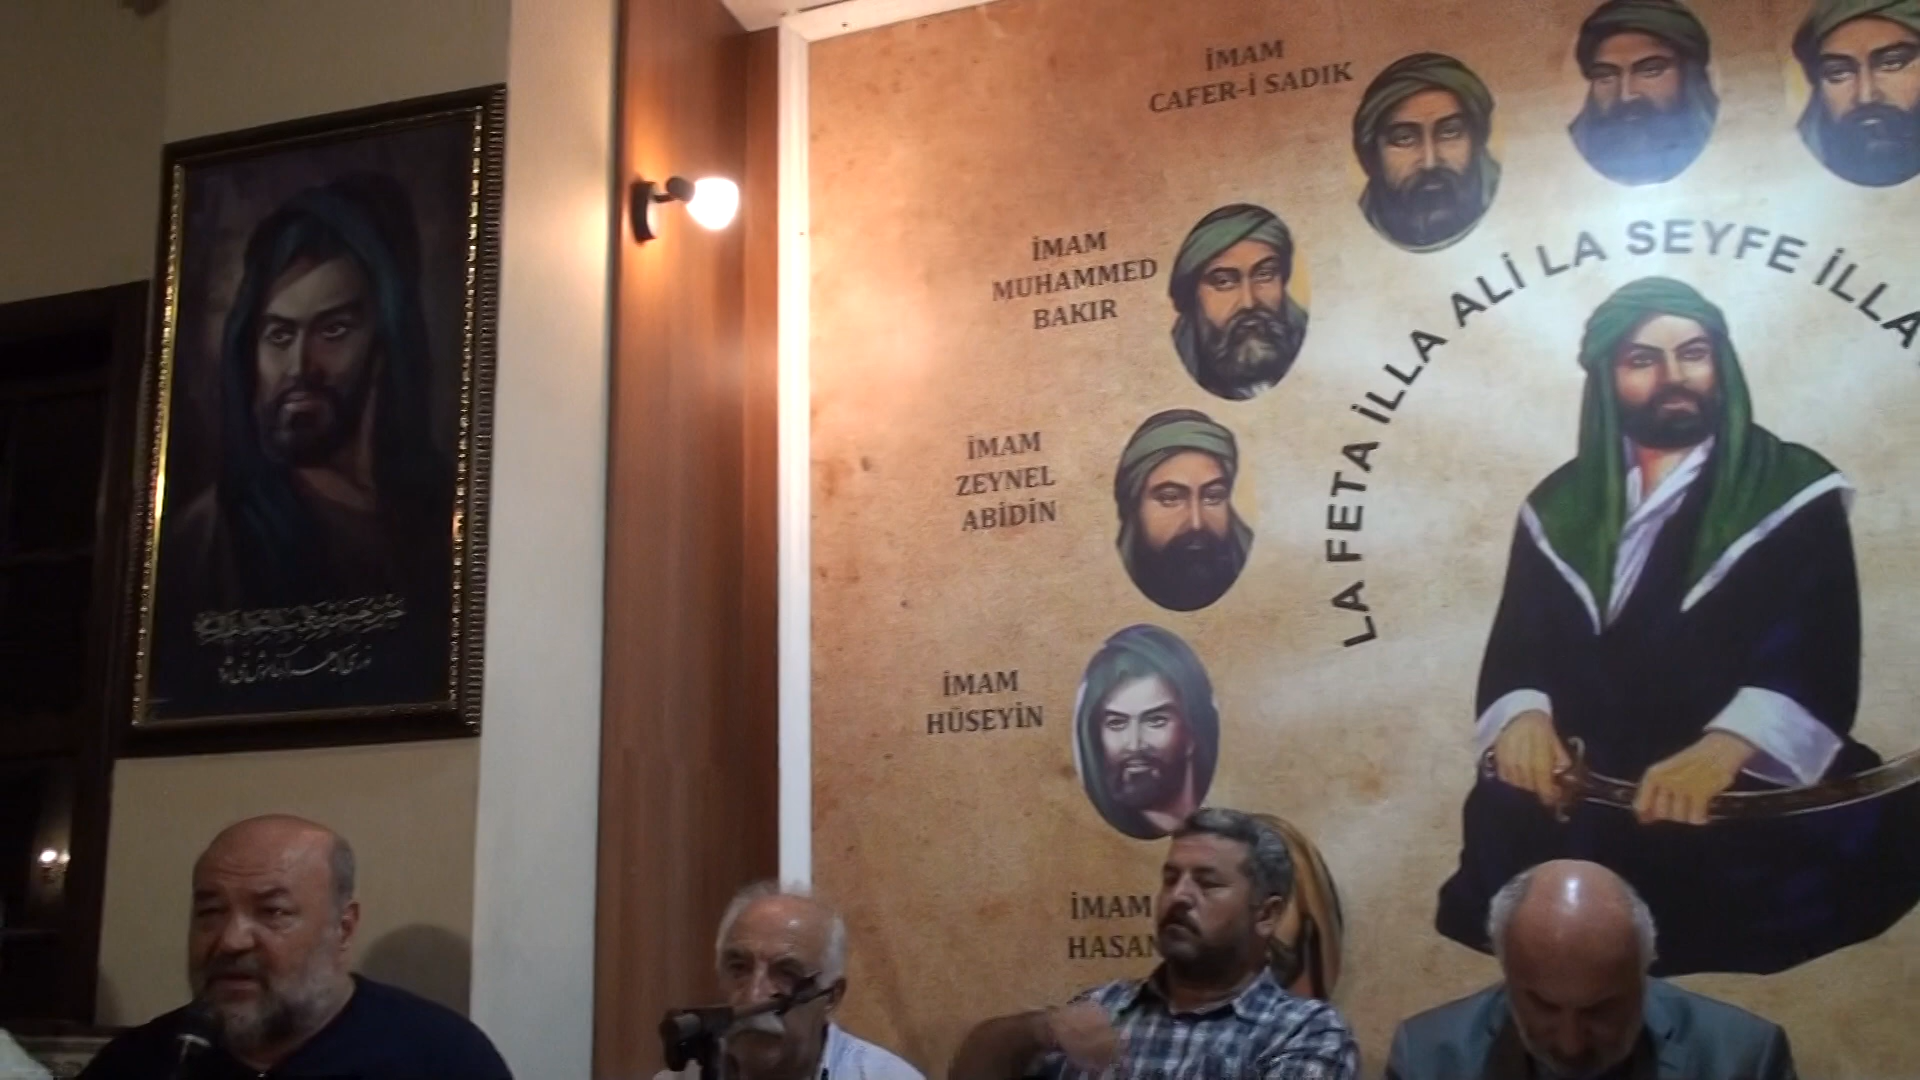 İMAM
CAFER-İ SADIK
İMAM
MUHAMMED
BAKIR
LA FETA İLLA ALİ LA SEYFE İLLA
İMAM
ZEYNEL
ABİDİN
İMAM
HÜSEYİN
İMAM
HASAN